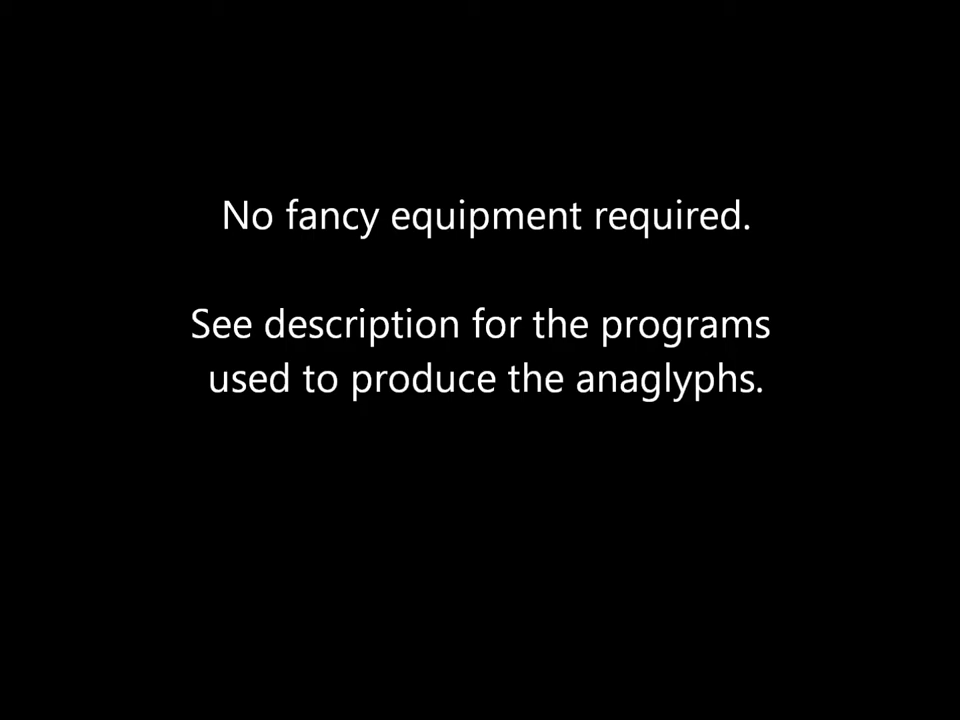 No fancy equipment required.
See description for the programs
used to produce the anaglyphs.